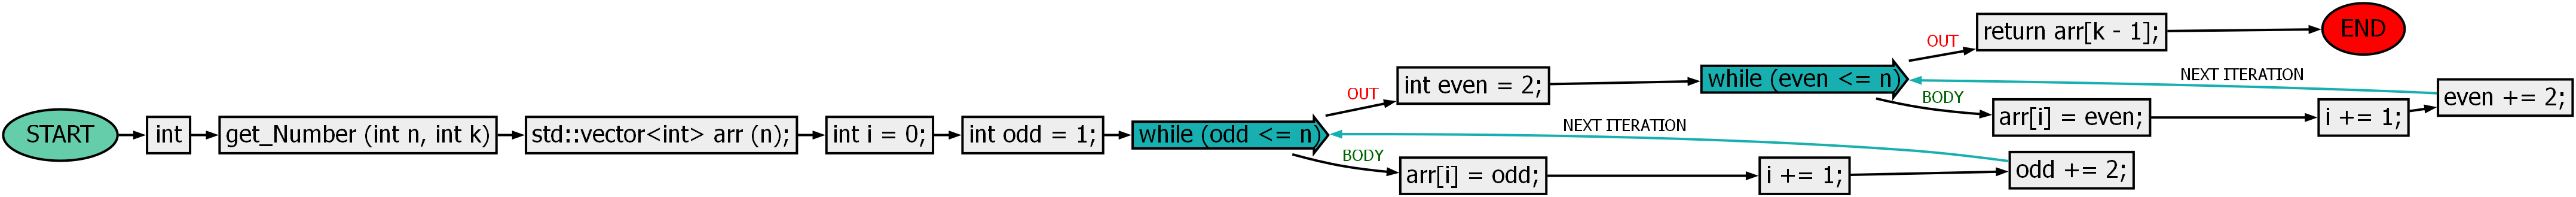 START
int
get_Number (int n, int k)
std::vector<int> arr (n);
int i = 0;
int odd = 1;
while (odd <= n)
BODY
arr[i] = odd;
i += 1;
odd += 2;
NEXT ITERATION
OUT
int even = 2;
while (even <= n)
BODY
arr[i] = even;
i += 1;
even += 2;
NEXT ITERATION
OUT
return arr[k - 1];
END